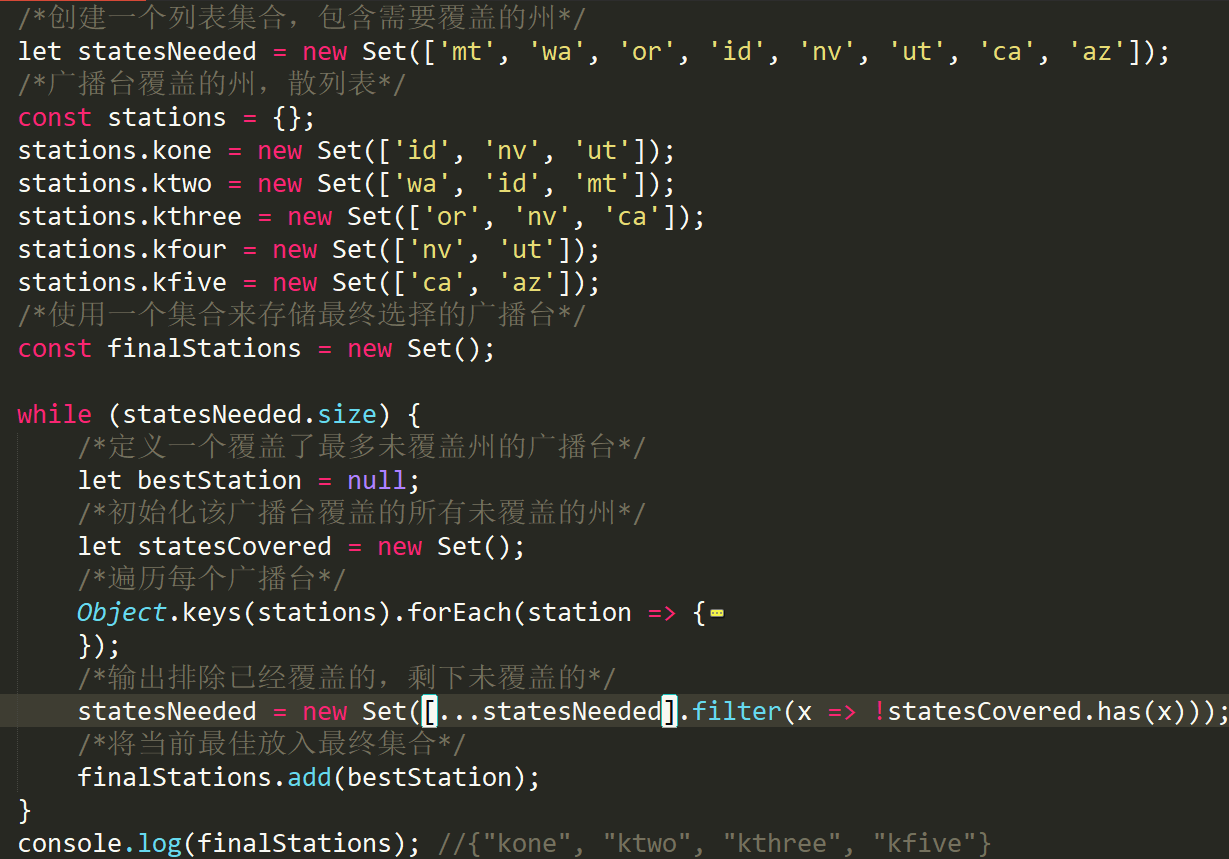 /*创建一个列表集合，包含需要覆盖的州*/
let statesNeeded = new Set(['mt', 'wa', 'or', 'id', 'nv', 'ut', 'ca', 'az']);
/*广播台覆盖的州，散列表*/
const stations = {};
stations.kone = new Set(['id', 'nv', 'ut']);
stations.ktwo = new Set(['wa', 'id', 'mt']);
stations.kthree = new Set(['or', 'nv', 'ca']);
stations.kfour = new Set(['nv', 'ut']);
stations.kfive = new Set(['ca', 'az']);
/*使用一个集合来存储最终选择的广播台*/
const finalStations = new Set();

while (statesNeeded.size) {
    /*定义一个覆盖了最多未覆盖州的广播台*/
    let bestStation = null;
    /*初始化该广播台覆盖的所有未覆盖的州*/
    let statesCovered = new Set();
    /*遍历每个广播台*/
    Object.keys(stations).forEach(station => {
    });
    /*输出排除已经覆盖的，剩下未覆盖的*/
    statesNeeded = new Set([...statesNeeded].filter(x => !statesCovered.has(x)));
    /*将当前最佳放入最终集合*/
    finalStations.add(bestStation);
}
console.log(finalStations); //{"kone", "ktwo", "kthree", "kfive"}